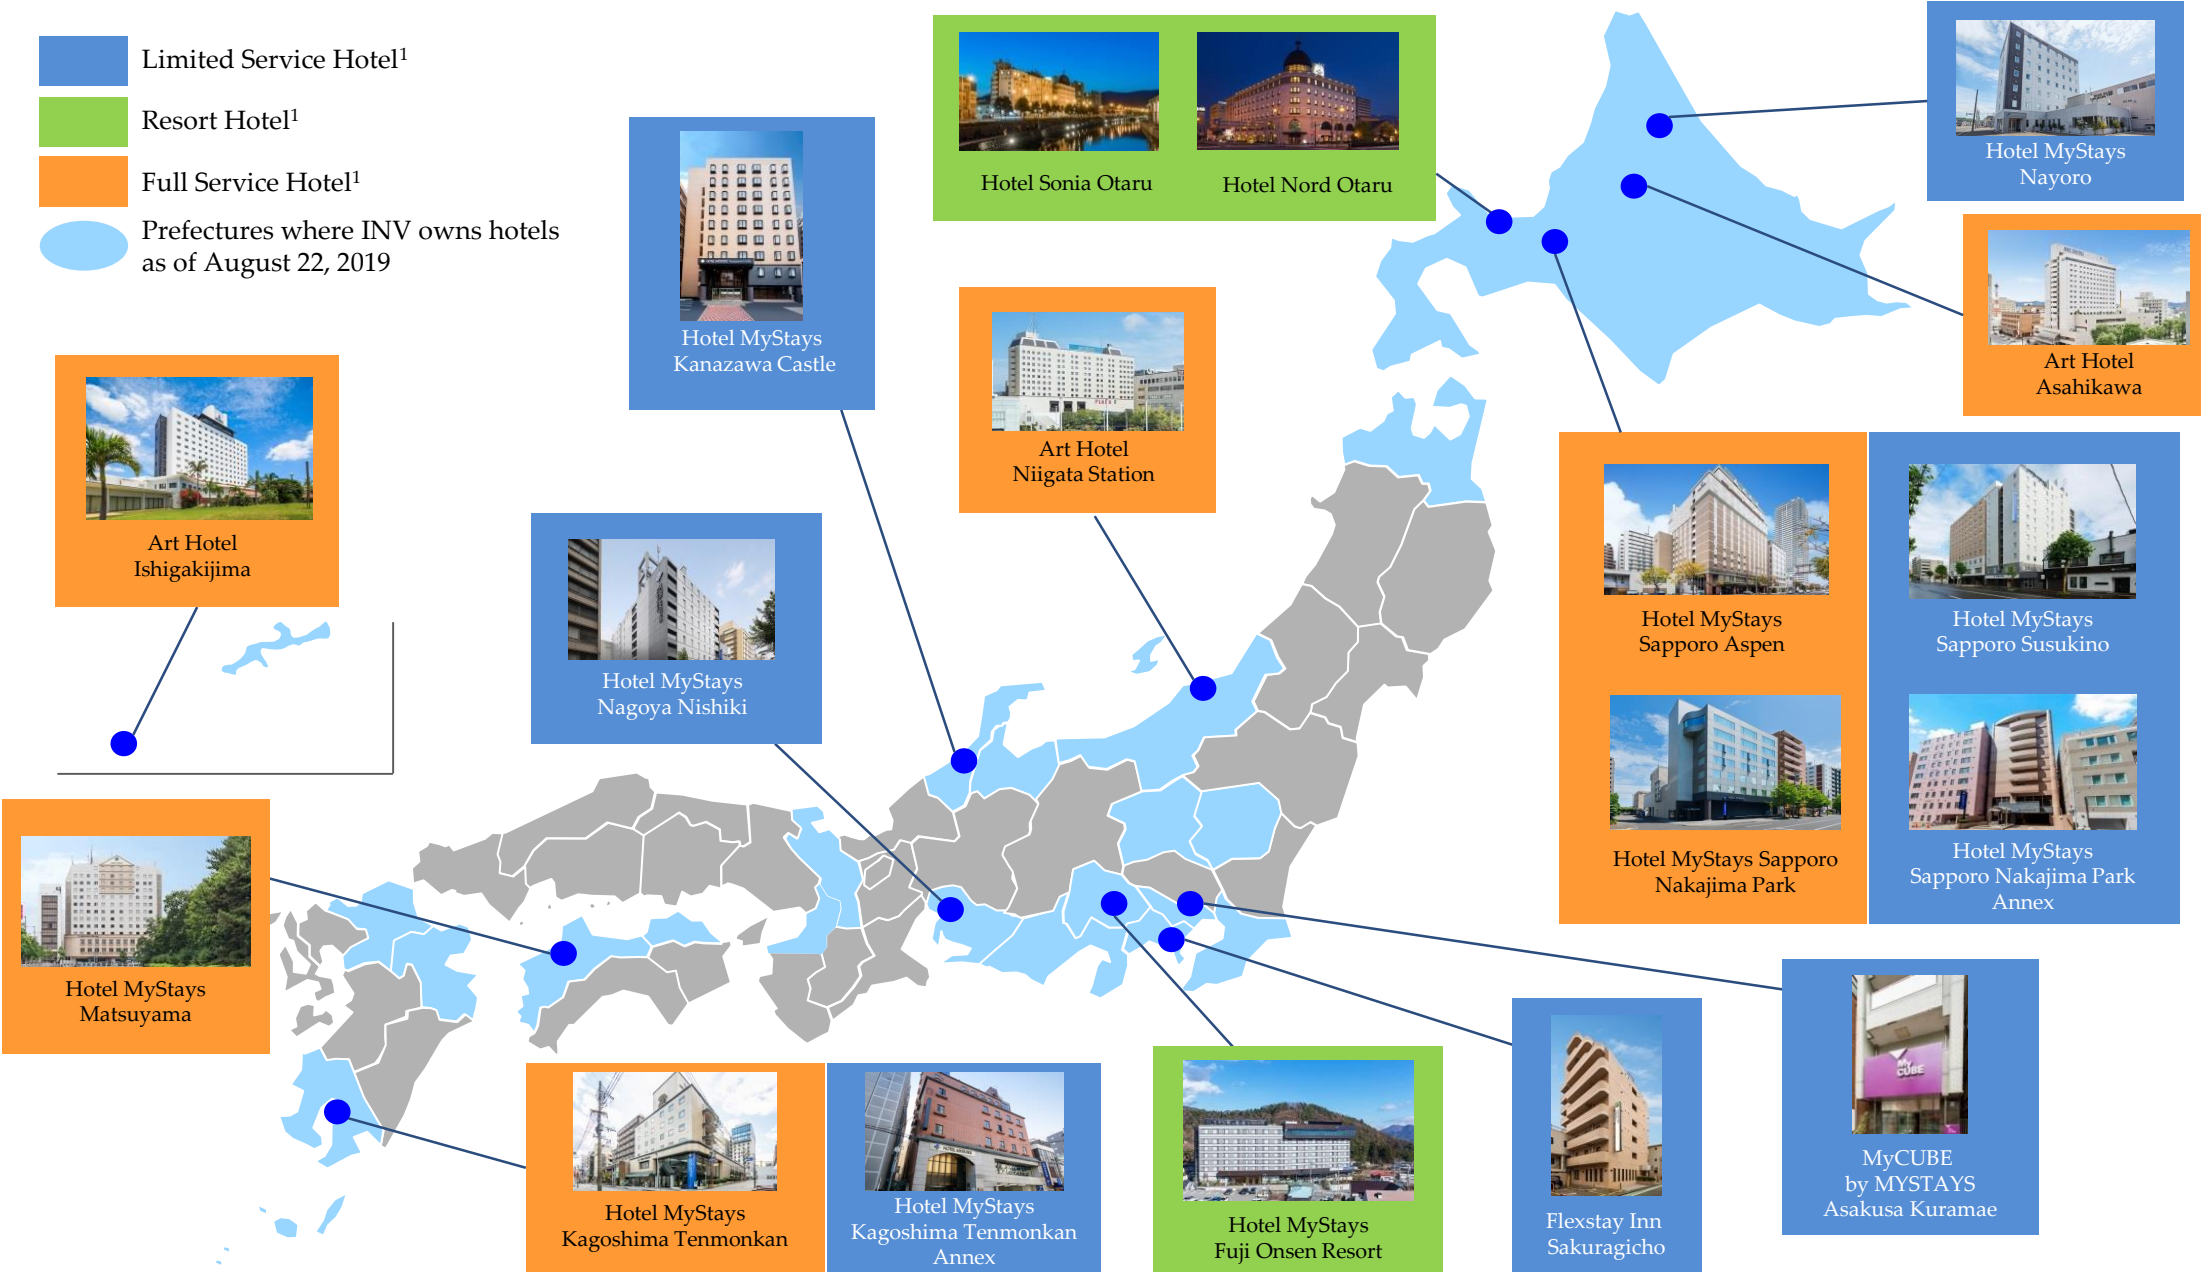 Limited Service Hotel1
Resort Hotel1
Full Service Hotel1
Prefectures where INV owns hotels
as of August 22, 2019
Hotel Sonia Otaru
Hotel Nord Otaru
Hotel MyStays
Nayoro
Art Hotel
Asahikawa
Hotel MyStays
Kanazawa Castle
Art Hotel
Niigata Station
Art Hotel
Ishigakijima
Hotel MyStays
Nagoya Nishiki
Hotel MyStays
Sapporo Aspen
Hotel MyStays
Sapporo Susukino
Hotel MyStays Sapporo
Nakajima Park
Hotel MyStays
Sapporo Nakajima Park
Annex
Hotel MyStays
Matsuyama
Hotel MyStays
Kagoshima Tenmonkan
Hotel MyStays
Kagoshima Tenmonkan
Annex
Hotel MyStays
Fuji Onsen Resort
Flexstay Inn
Sakuragicho
My
CUBE
MyCUBE
by MYSTAYS
Asakusa Kuramae